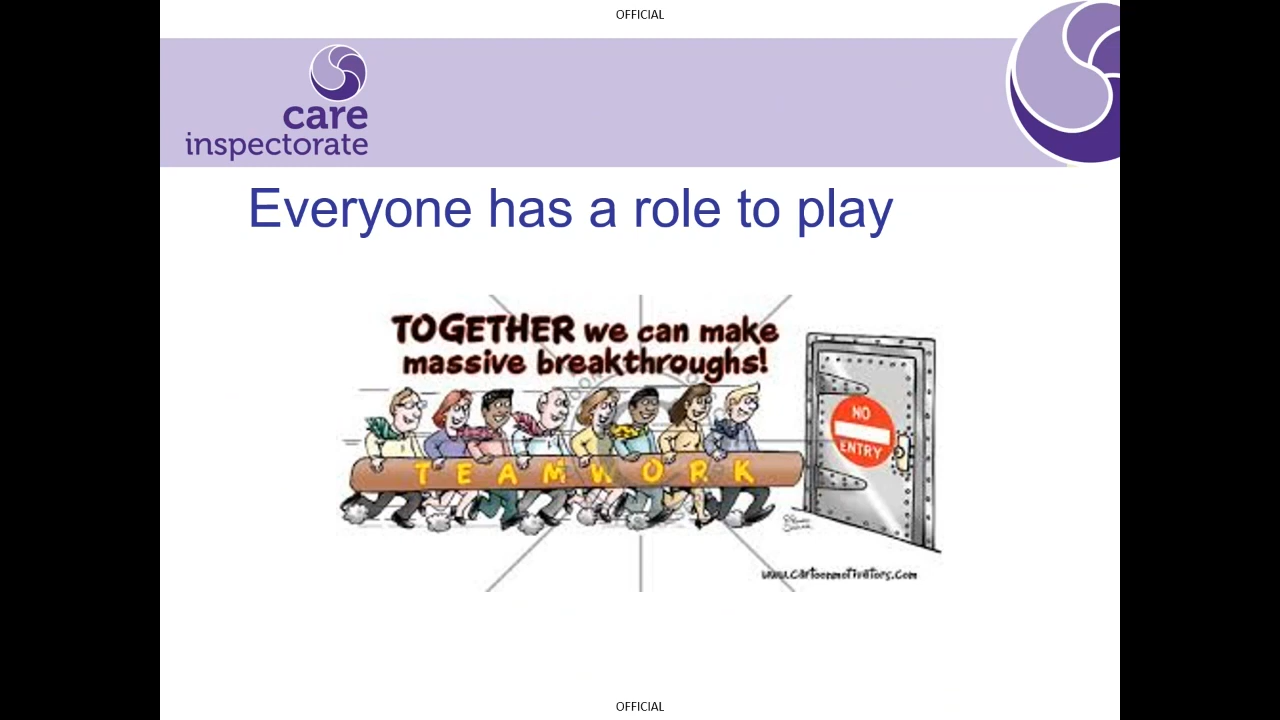 OFFICIAL
care
inspectorate
Everyone has a role to play
TOGETHER we can make
massive breakthroughs!
NO
ENTRY
TEAMWORK
www.cartoonmotivators.com
OFFICIAL